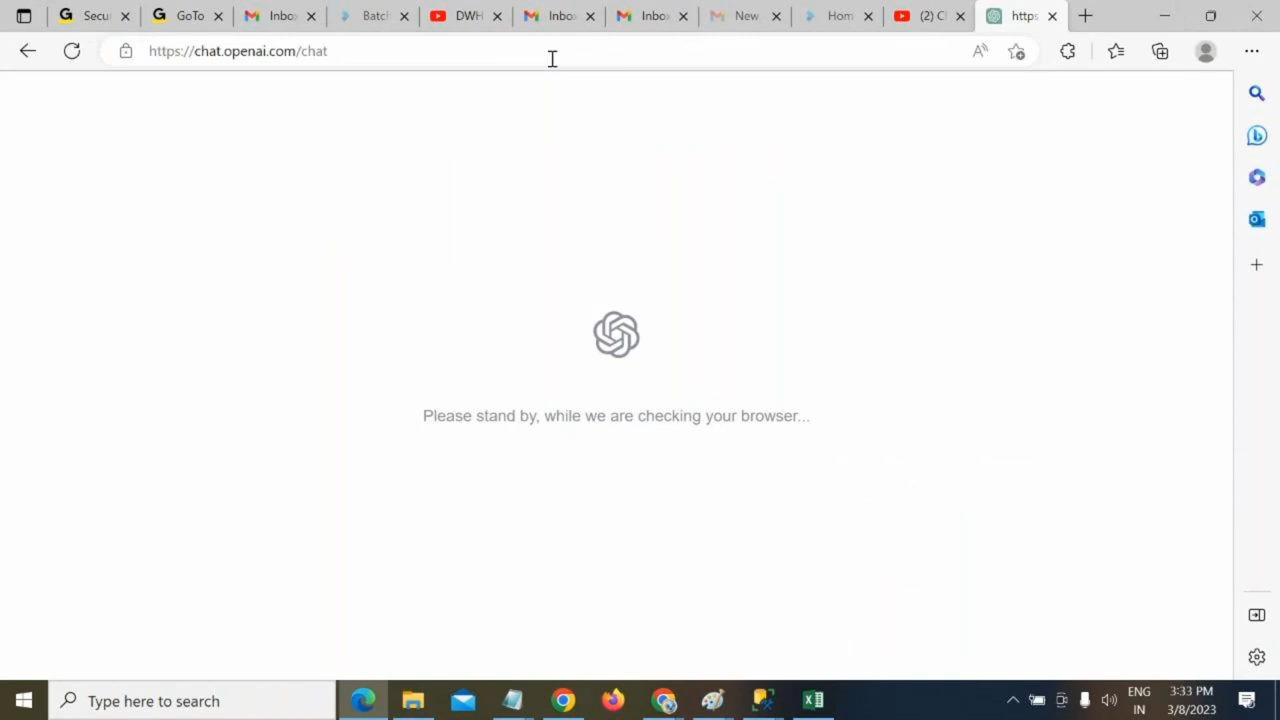 Secu
GoTo
Inbo
Batc
DWH
Inbo
Inbo
New
Hom
(2) C
https
https://chat.openai.com/chat
Please stand by, while we are checking your browser...
Type here to search
ENG
IN
3:33 PM
3/8/2023